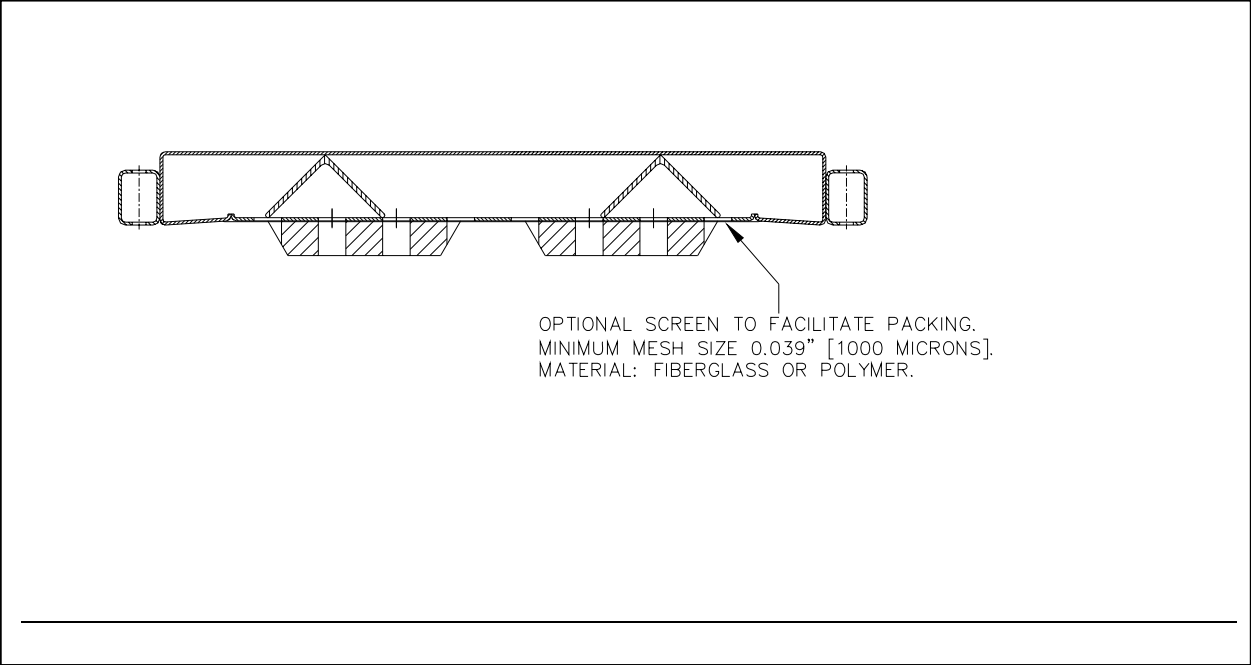 OPTIONAL SCREEN TO FACILITATE PACKING.
MINIMUM MESH SIZE 0.039" [1000 MICRONS].
MATERIAL: FIBERGLASS OR POLYMER.